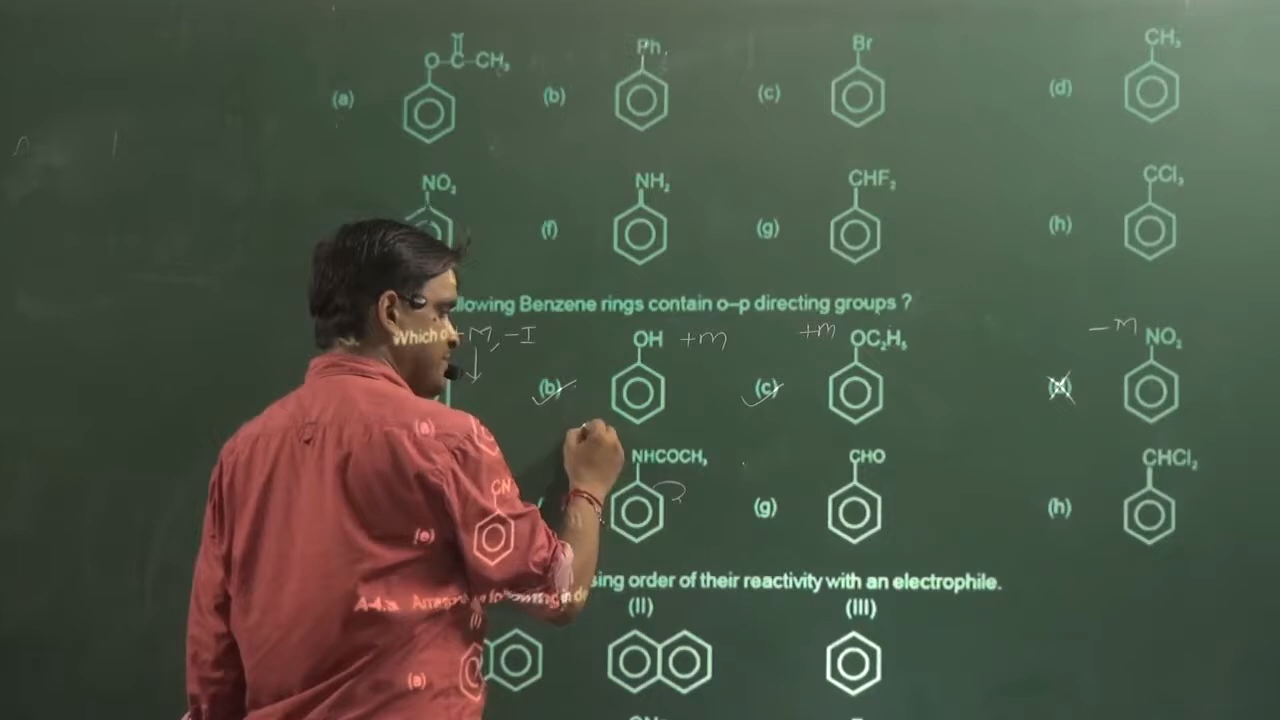 O C CH₃
Ph
Br
CH₃
(a) (b) (c) (d)
NO₂ NH₂ CHF₂ CCl₃
(f) (g) (h)
llowing Benzene rings contain o–p directing groups ?
Which o
+M, –I OH +m +m OC₂H₅ –m NO₂
(a) (b) (c)
NHCOCH₃ CHO CHCl₂
CN
(e) (g) (h)
sing order of their reactivity with an electrophile.
A-4. Arrange
(II) (III)
(a)